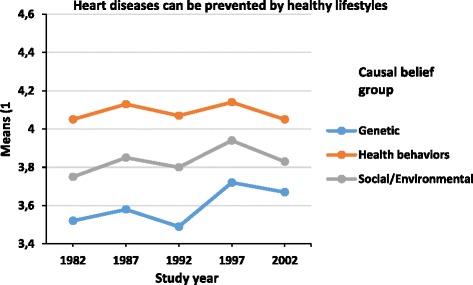 Heart diseases can be prevented by healthy lifestyles
4,6
4,4
4,2
4
3,8
3,6
3,4
Means (1
1982 1987 1992 1997 2002
Study year
Causal belief
group
Genetic
Health behaviors
Social/Environmental